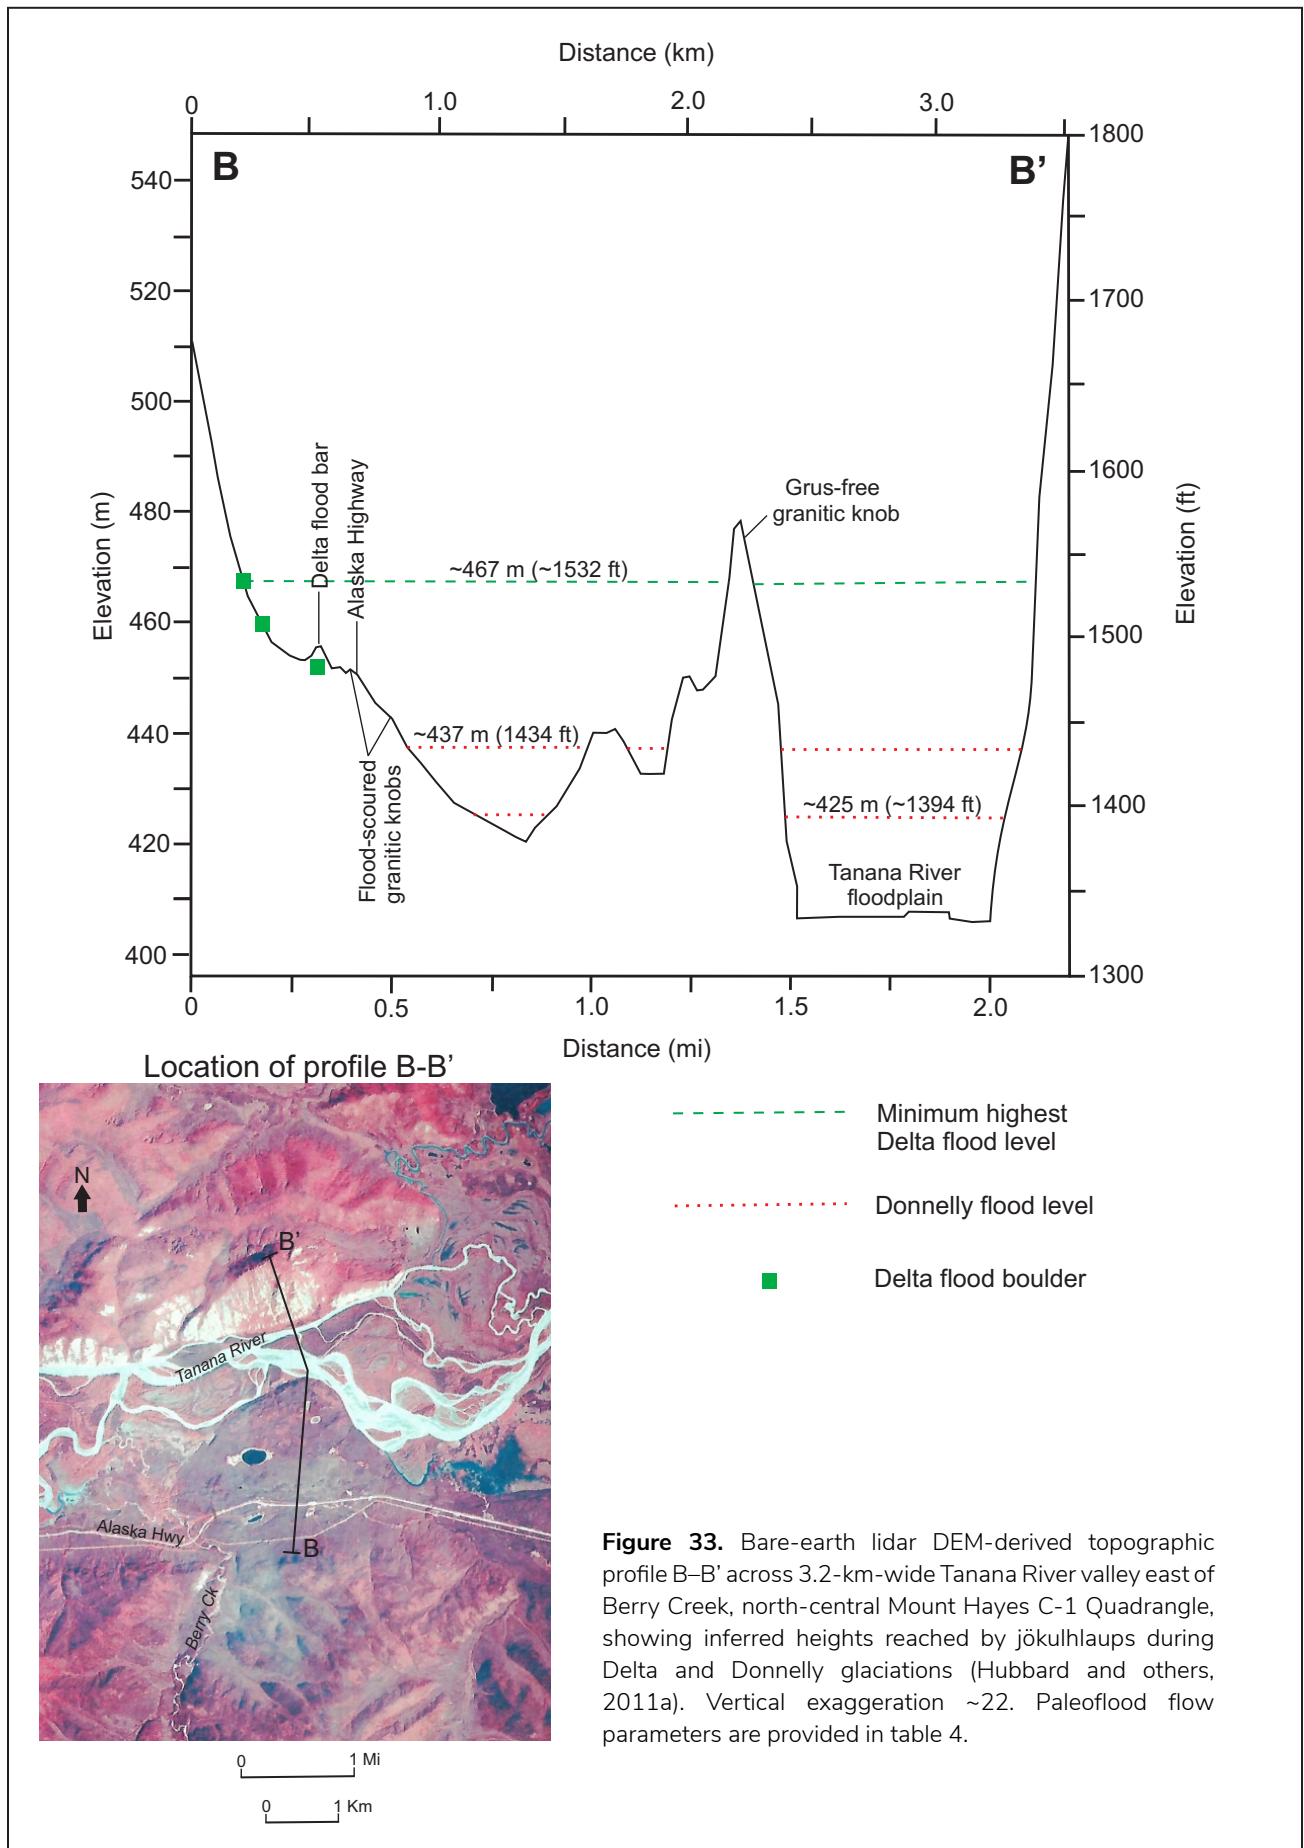 Distance (km)
0
1.0
2.0
3.0
B
B’
540
520
500
480
460
440
420
400
Elevation (m)
1800
1700
1600
1500
1400
1300
Elevation (ft)
Delta flood bar
Alaska Highway
Grus-free
granitic knob
~467 m (~1532 ft)
~437 m (1434 ft)
~425 m (~1394 ft)
Flood-scoured
granitic knobs
Tanana River
floodplain
0
0.5
1.0
1.5
2.0
Distance (mi)
Location of profile B-B’
N
B’
Tanana River
Alaska Hwy
B
Berry Ck
0
1 Mi
0
1 Km
Minimum highest
Delta flood level
Donnelly flood level
Delta flood boulder
Figure 33. Bare-earth lidar DEM-derived topographic
profile B–B’ across 3.2-km-wide Tanana River valley east of
Berry Creek, north-central Mount Hayes C-1 Quadrangle,
showing inferred heights reached by jökulhlaups during
Delta and Donnelly glaciations (Hubbard and others,
2011a). Vertical exaggeration ~22. Paleoflood flow
parameters are provided in table 4.